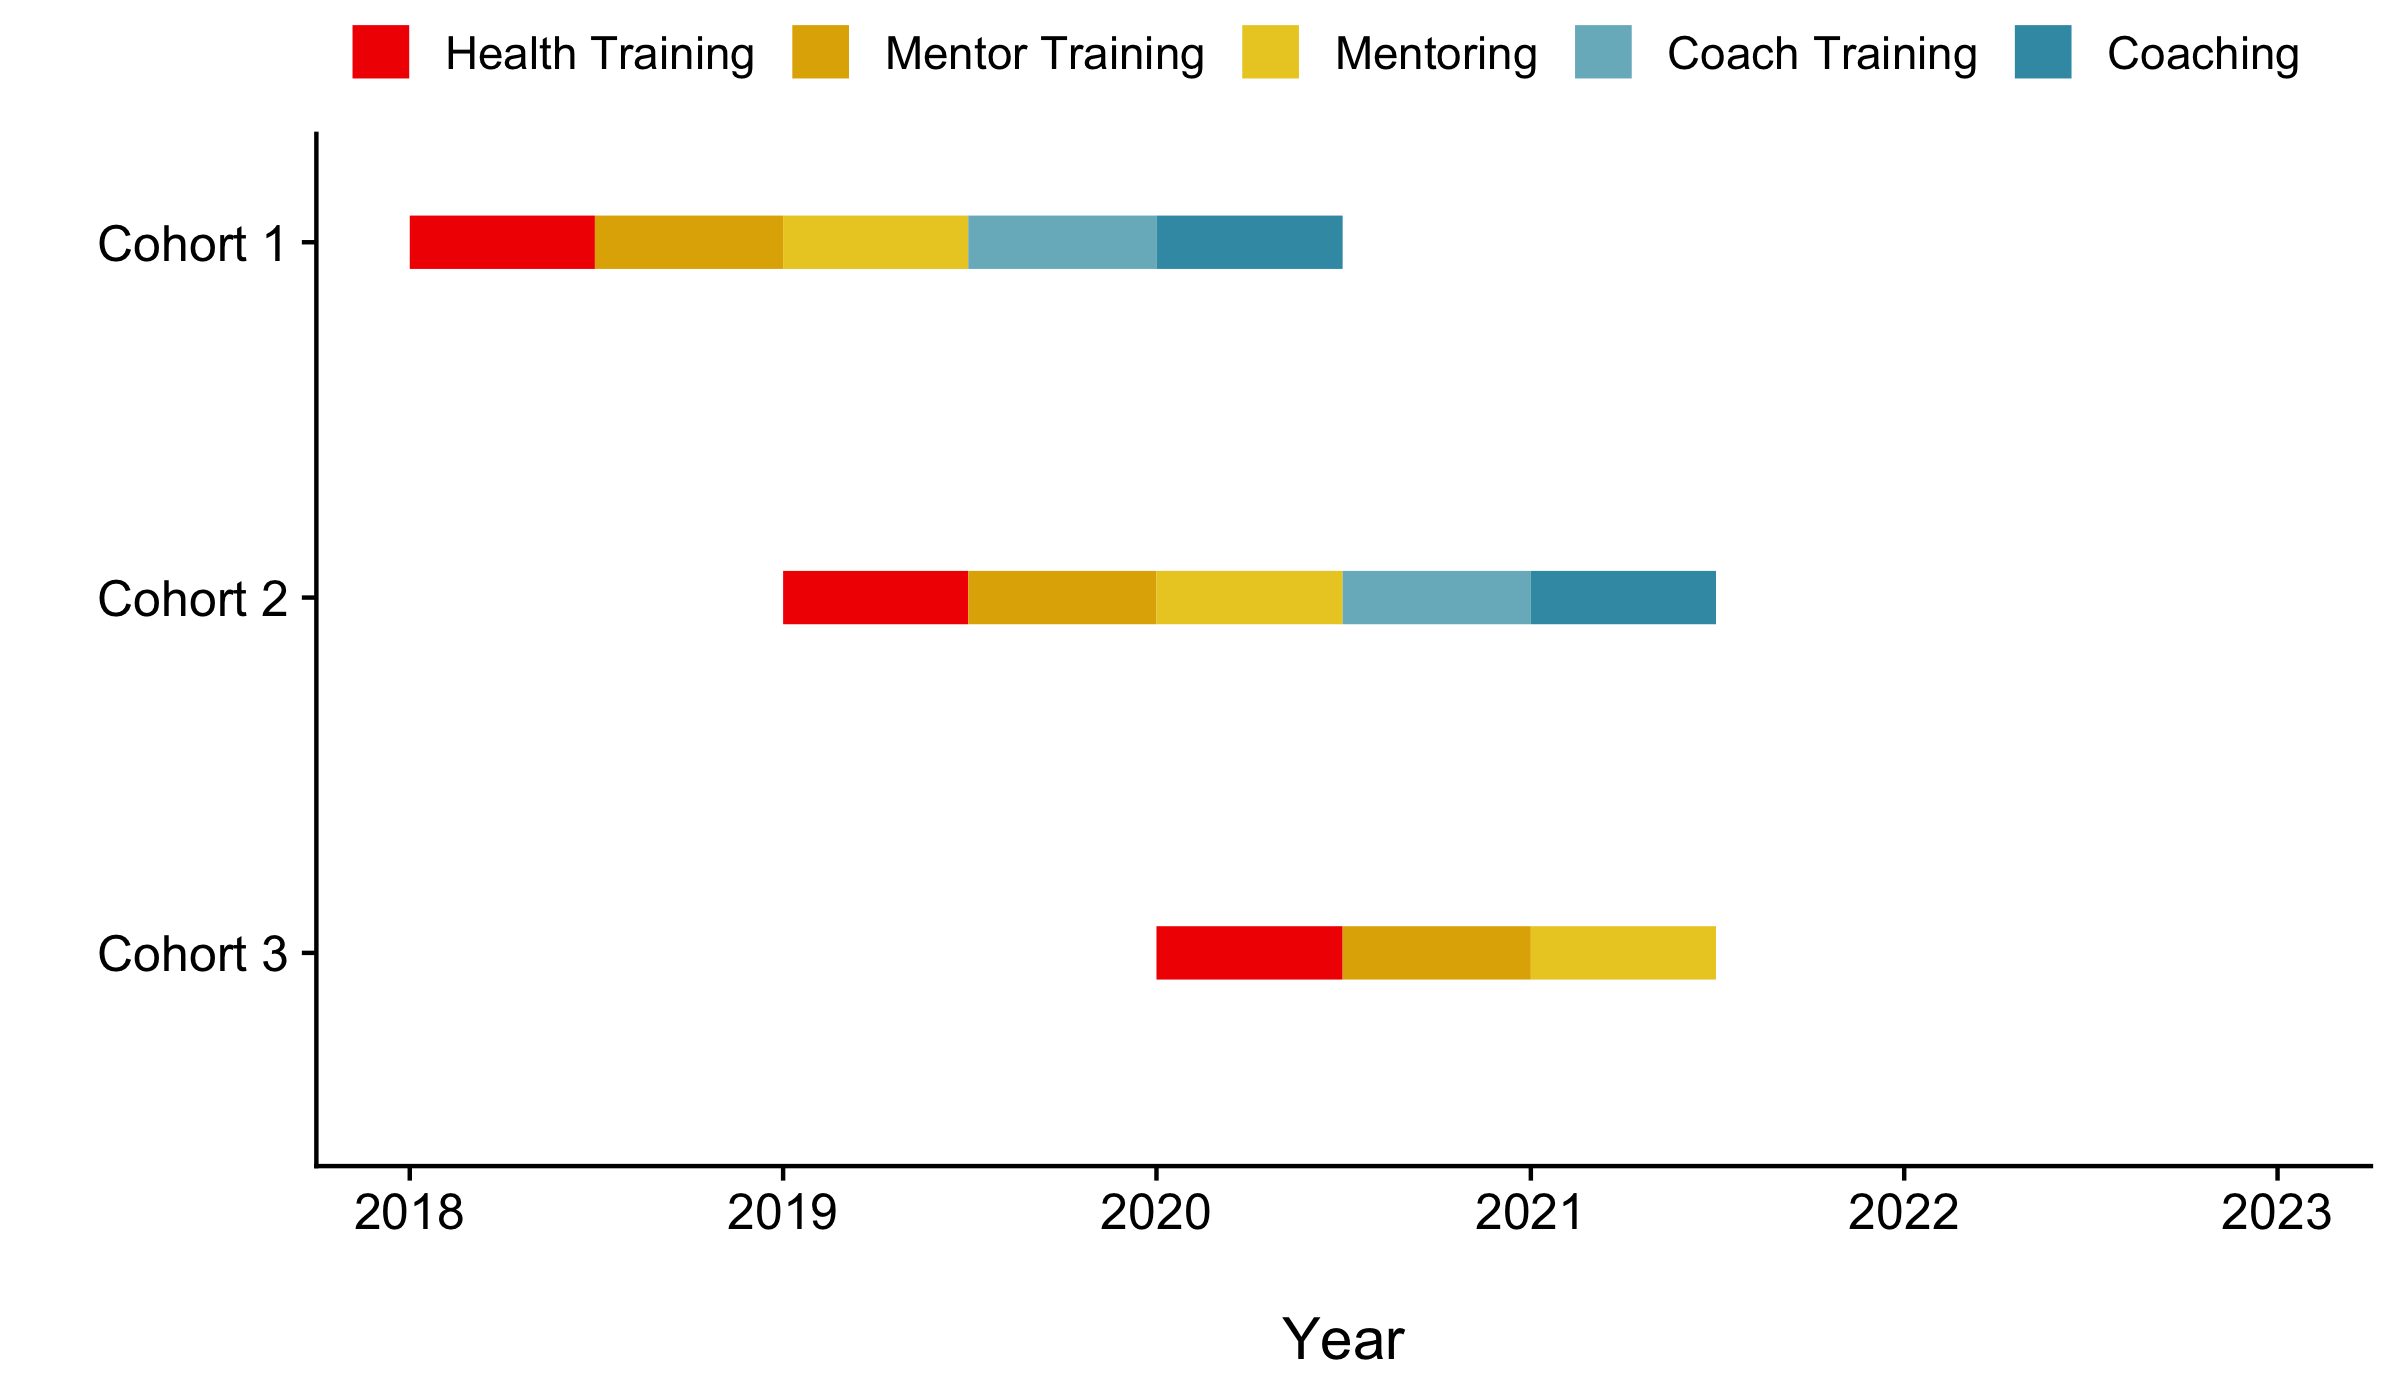 Health Training Mentor Training Mentoring Coach Training Coaching
Cohort 1
Cohort 2
Cohort 3
2018 2019 2020 2021 2022 2023
Year